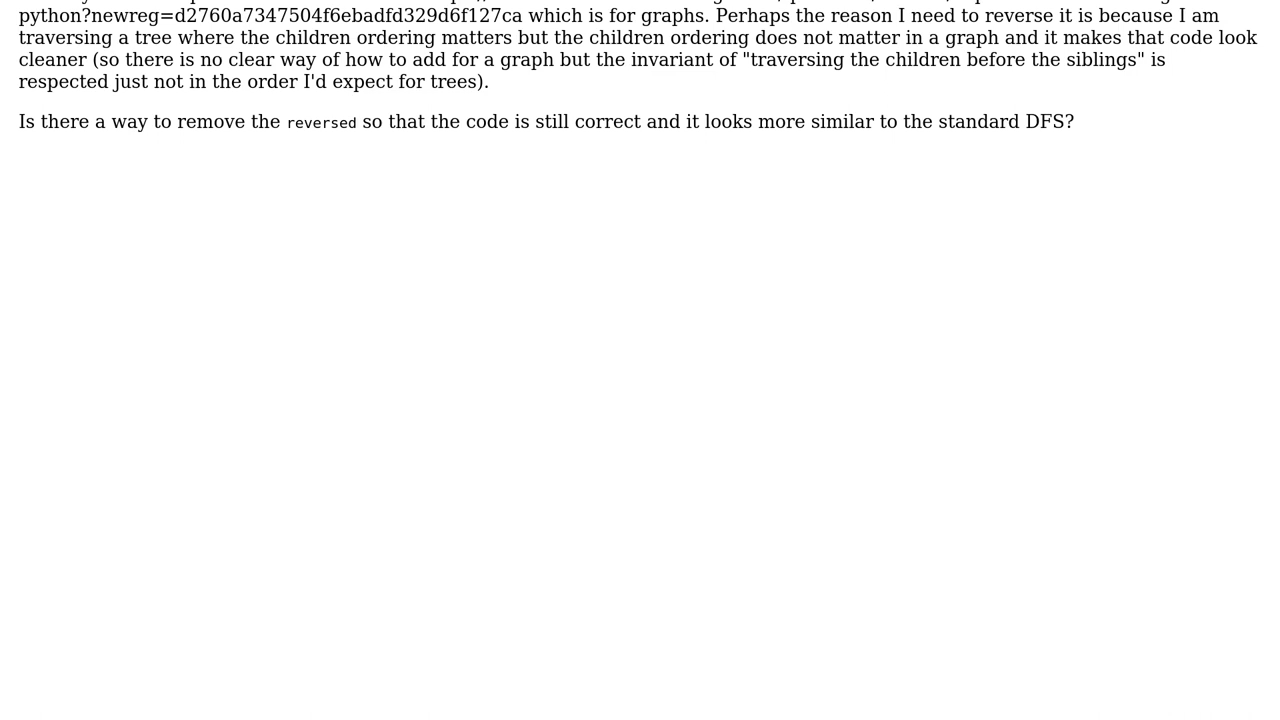 python?newreg=d2760a7347504f6ebadfd329d6f127ca which is for graphs. Perhaps the reason I need to reverse it is because I am
traversing a tree where the children ordering matters but the children ordering does not matter in a graph and it makes that code look
cleaner (so there is no clear way of how to add for a graph but the invariant of "traversing the children before the siblings" is
respected just not in the order I'd expect for trees).
Is there a way to remove the reversed so that the code is still correct and it looks more similar to the standard DFS?